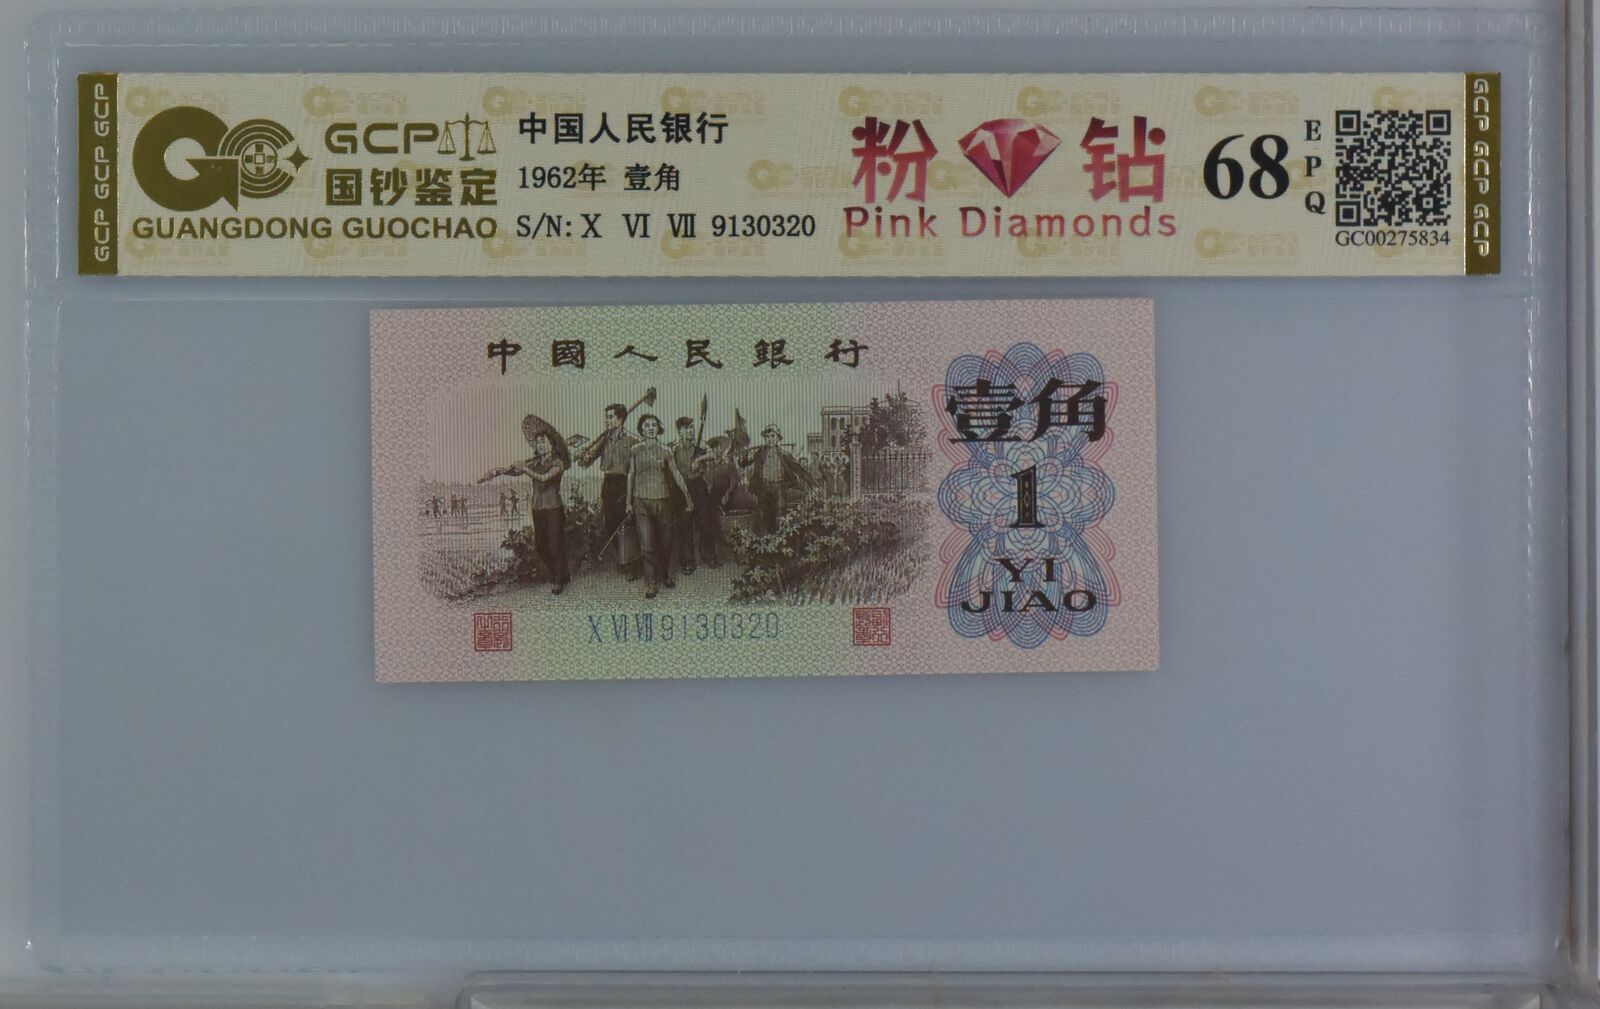 GCP GCP GCP
GCP
国钞鉴定
GUANGDONG GUOCHAO
中国人民银行
1962年 壹角
S/N: X VI VII 9130320
粉 钻
Pink Diamonds
68
EPQ
GC00275834
GCP GCP GCP
中國人民銀行
壹角
1
YI
JIAO
X VI VII 9130320